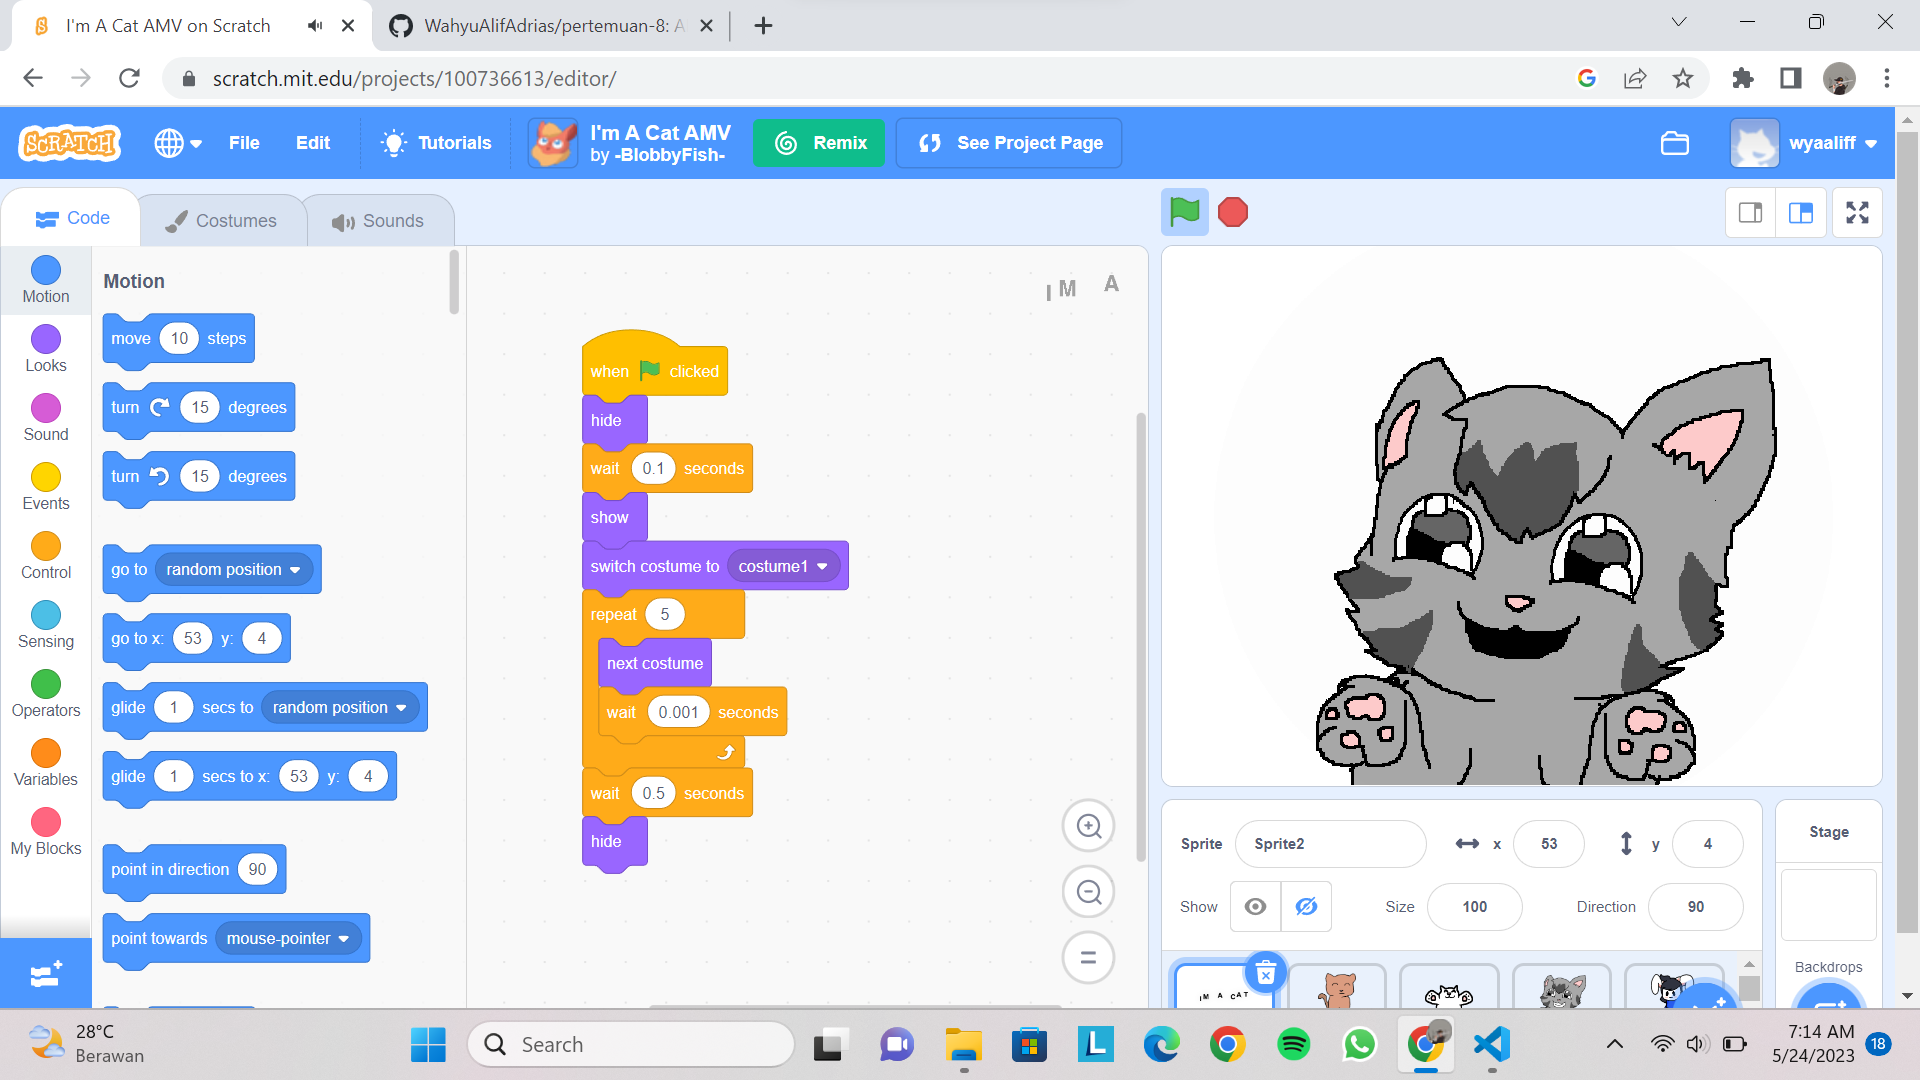 I'm A Cat AMV on Scratch
WahyuAlifAdrias/pertemuan-8: A
scratch.mit.edu/projects/100736613/editor/
SCRATCH
File
Edit
Tutorials
I'm A Cat AMV
by -BlobbyFish-
Remix
See Project Page
wyaaliff
Code
Costumes
Sounds
Motion
Looks
Sound
Events
Control
Sensing
Operators
Variables
My Blocks
Motion
move 10 steps
turn 15 degrees
turn 15 degrees
go to random position
go to x: 53 y: 4
glide 1 secs to random position
glide 1 secs to x: 53 y: 4
point in direction 90
point towards mouse-pointer
I M A
when clicked
hide
wait 0.1 seconds
show
switch costume to costume1
repeat 5
next costume
wait 0.001 seconds
wait 0.5 seconds
hide
Sprite Sprite2 x 53 y 4
Show Size 100 Direction 90
IM A CAT
Stage
Backdrops
28°C
Berawan
Search
L
7:14 AM
5/24/2023
18